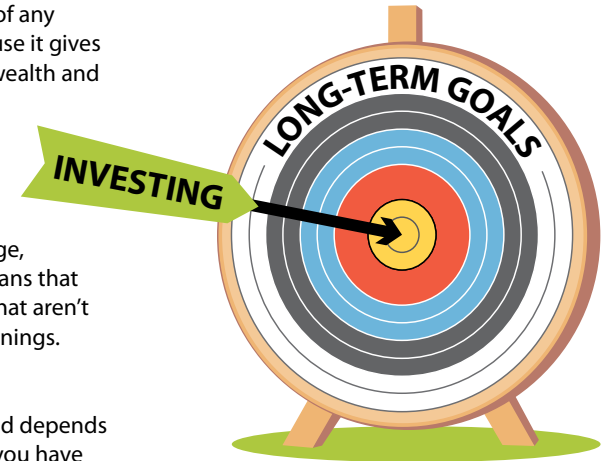 of any
use it gives
wealth and
LONG-TERM GOALS
INVESTING
ge,
ans that
hat aren't
nings.
d depends
you have